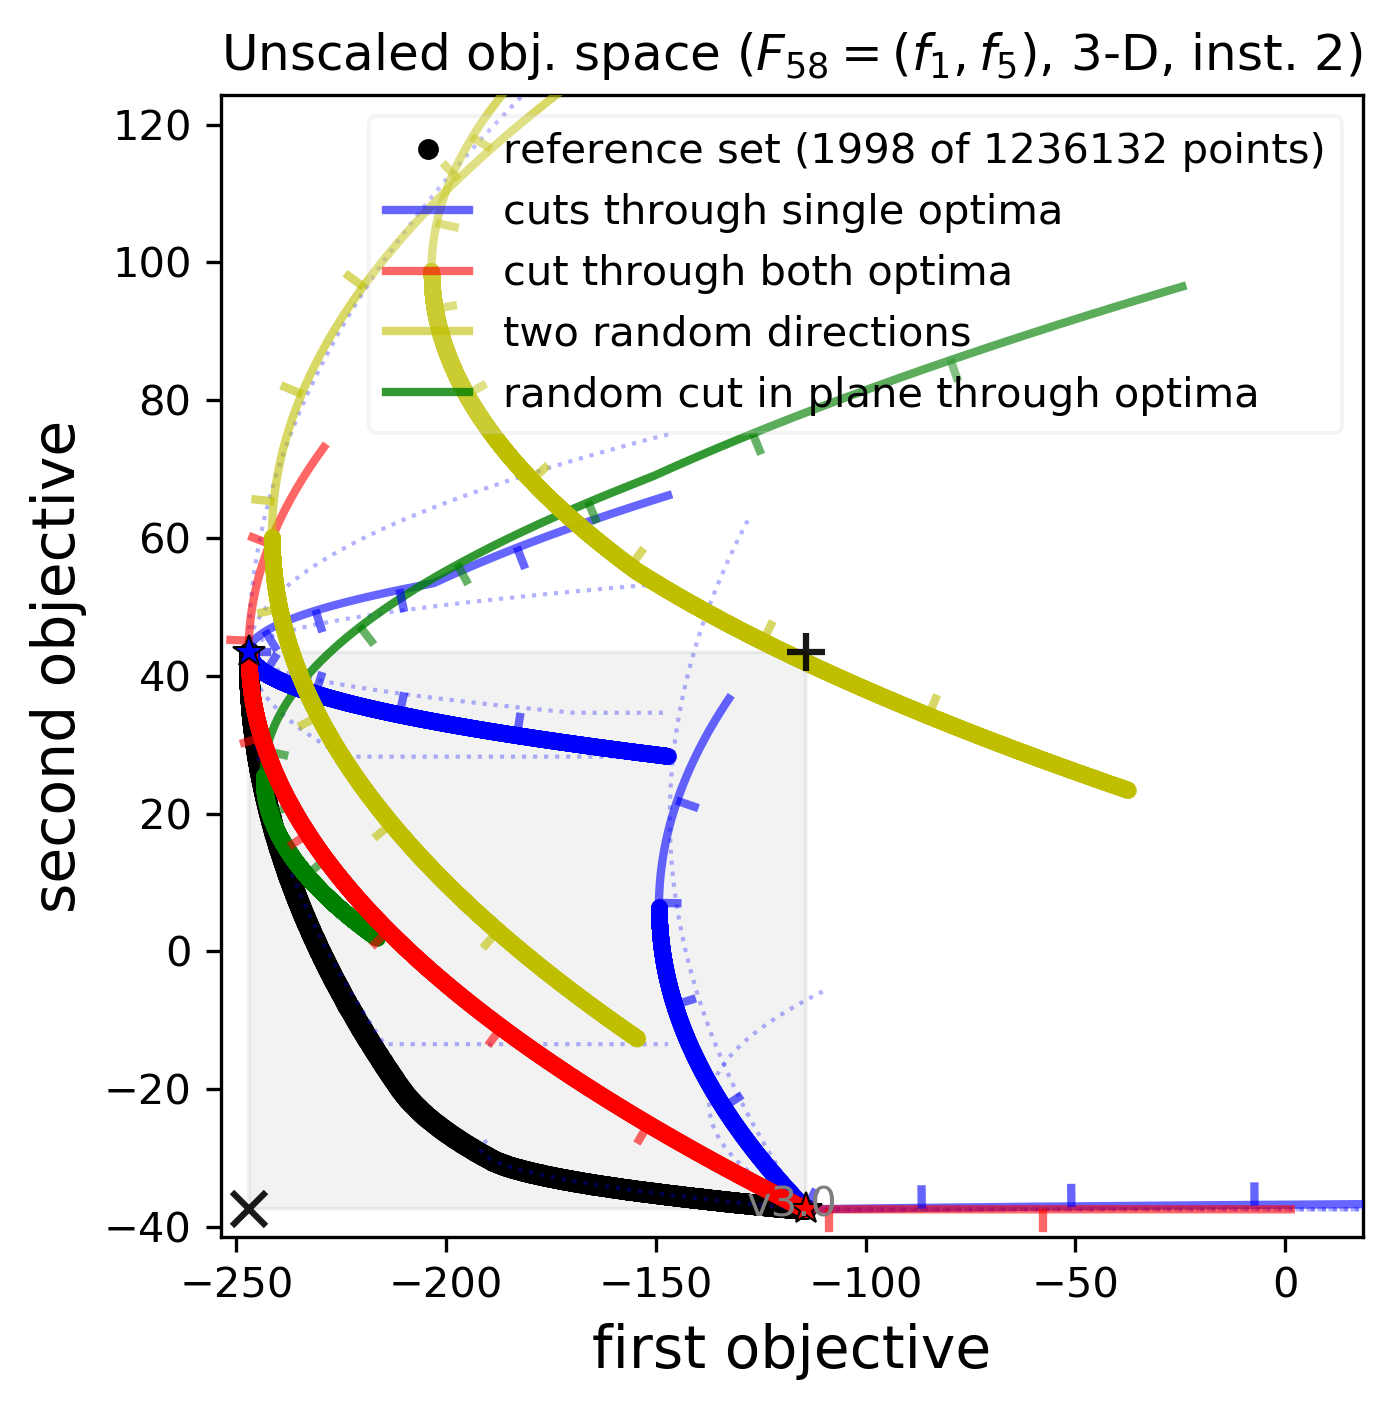 Unscaled obj. space (F58 = (f1, f5), 3-D, inst. 2)
reference set (1998 of 1236132 points)
cuts through single optima
cut through both optima
two random directions
random cut in plane through optima
120
100
80
60
40
20
0
−20
−40
second objective
v3.0
−250
−200
−150
−100
−50
0
first objective